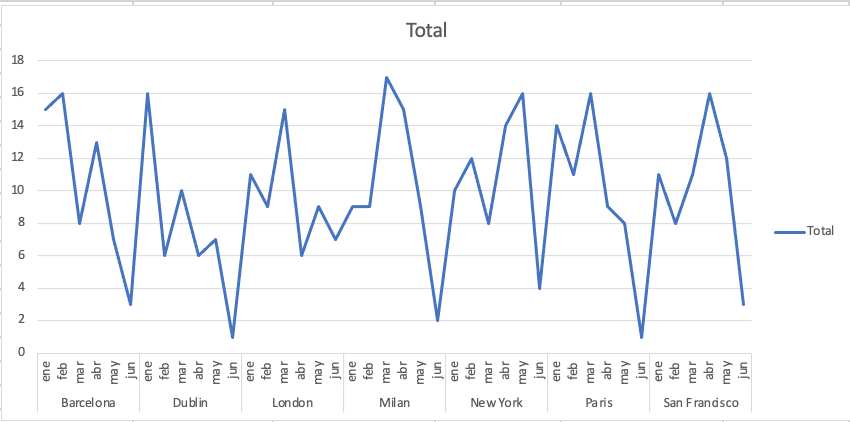 Total
18
16
14
12
10
8
6
4
2
0
ene feb mar abr may jun ene feb mar abr may jun ene feb mar abr may jun ene feb mar abr may jun ene feb mar abr may jun ene feb mar abr may jun ene feb mar abr may jun
Barcelona Dublin London Milan New York Paris San Francisco
Total